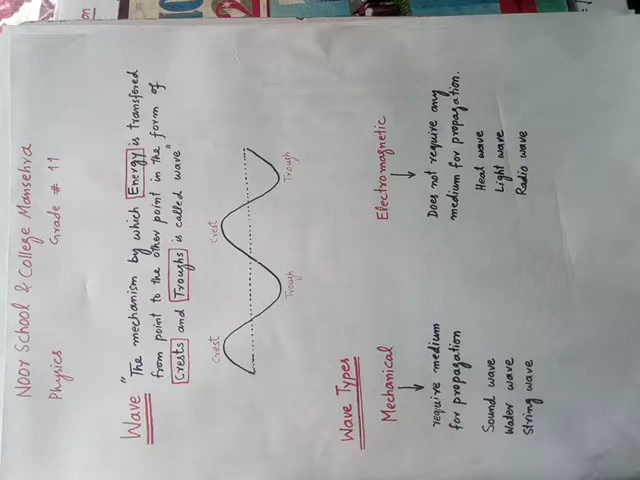 NOOR SCHOOL & COLLEGE Mansehra
Physics Grade # 11
Wave "The mechanism by which Energy is transfered
from point to the other point in the form of
Crests and Troughs is called wave"
Crest Trough Crest Trough
Wave Types
Mechanical
require medium
for propagation
Sound wave
Water wave
String wave
Electromagnetic
Does not require any
medium for propagation.
Heat wave
Light wave
Radio wave